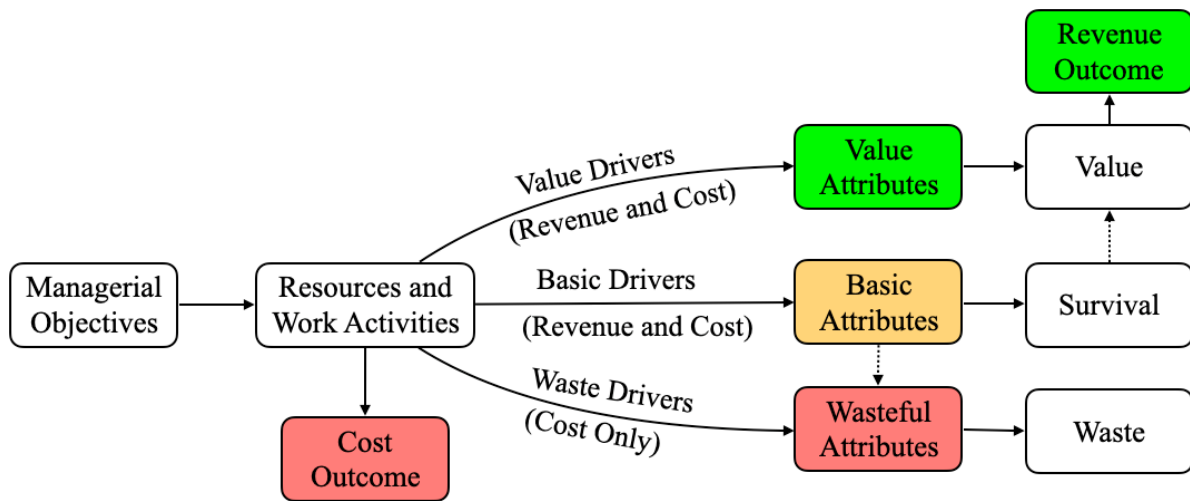 Revenue
Outcome
Value Drivers
(Revenue and Cost)
Value
Attributes
Value
Managerial
Objectives
Resources and
Work Activities
Basic Drivers
(Revenue and Cost)
Basic
Attributes
Survival
Waste Drivers
(Cost Only)
Wasteful
Attributes
Waste
Cost
Outcome